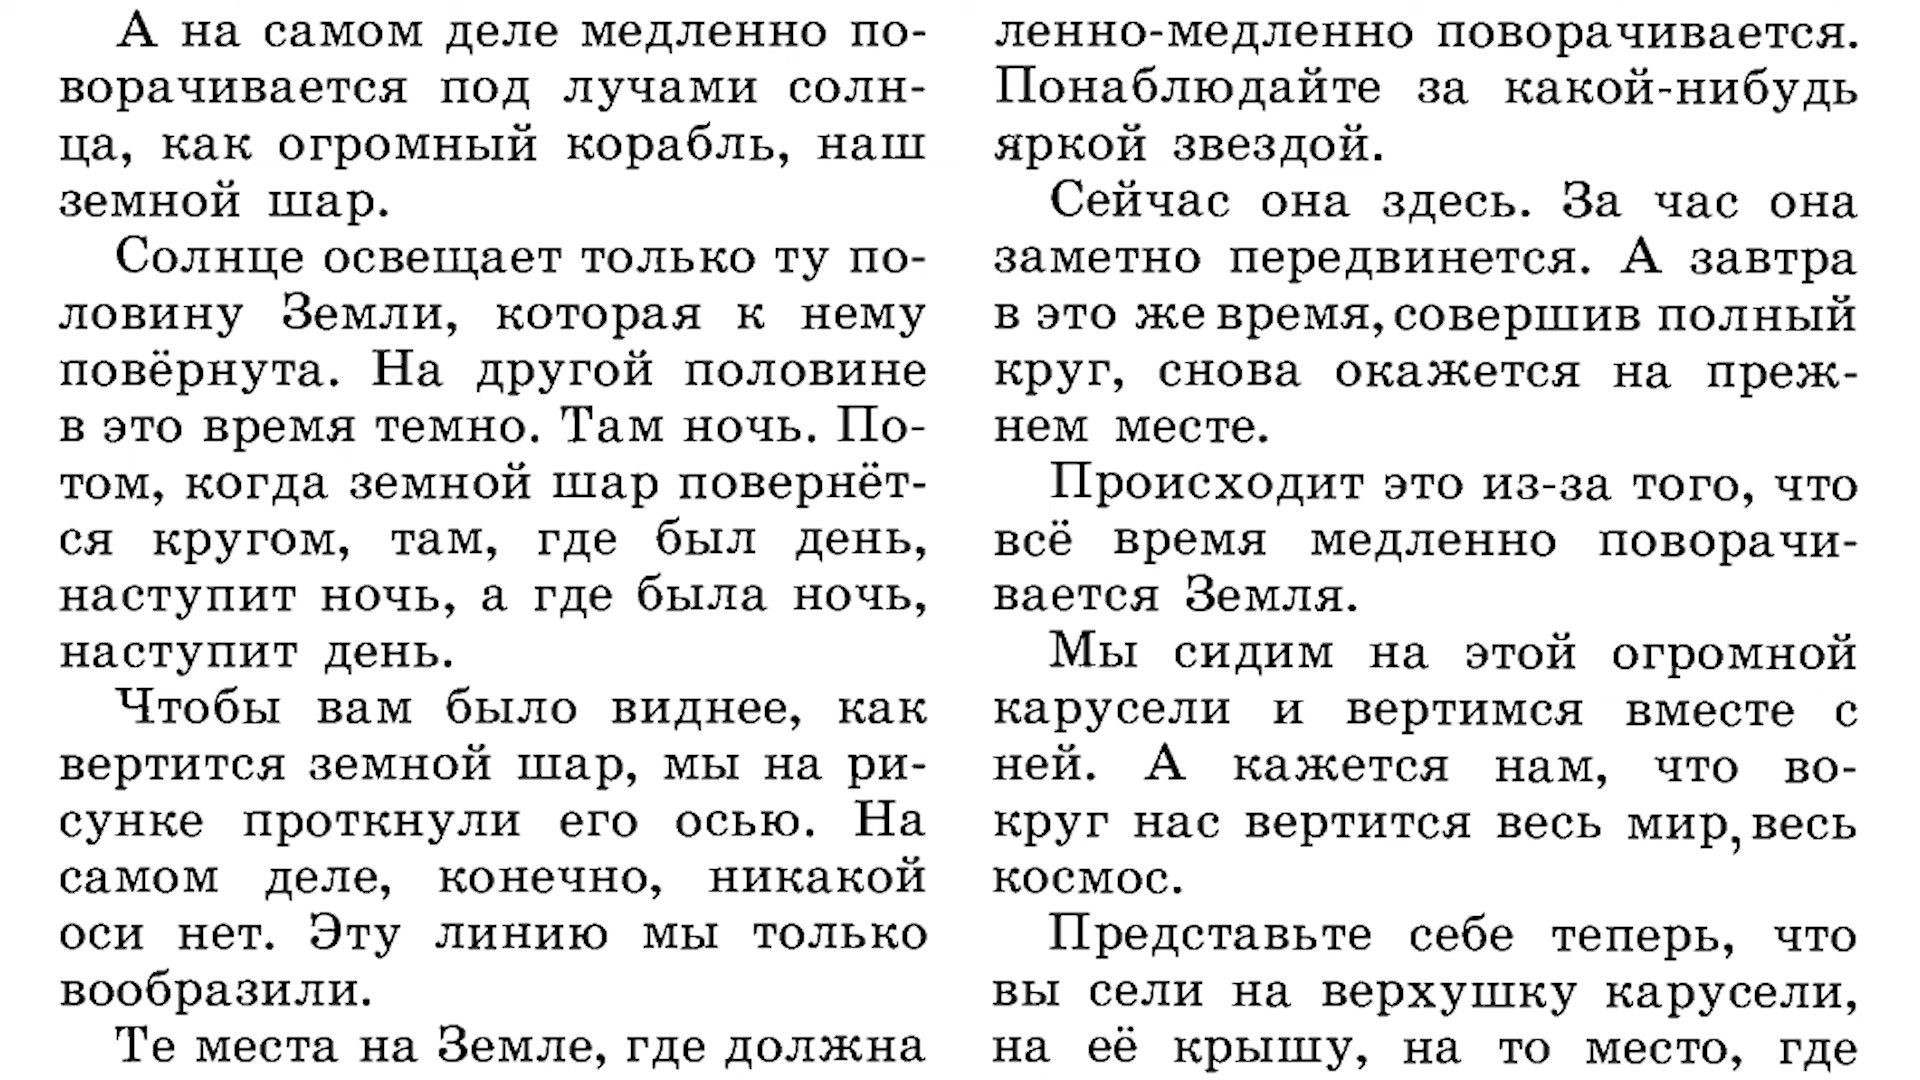 А на самом деле медленно по-
ворачивается под лучами солн-
ца, как огромный корабль, наш
земной шар.
Солнце освещает только ту по-
ловину Земли, которая к нему
повёрнута. На другой половине
в это время темно. Там ночь. По-
том, когда земной шар повернёт-
ся кругом, там, где был день,
наступит ночь, а где была ночь,
наступит день.
Чтобы вам было виднее, как
вертится земной шар, мы на ри-
сунке проткнули его осью. На
самом деле, конечно, никакой
оси нет. Эту линию мы только
вообразили.
Те места на Земле, где должна
ленно-медленно поворачивается.
Понаблюдайте за какой-нибудь
яркой звездой.
Сейчас она здесь. За час она
заметно передвинется. А завтра
в это же время, совершив полный
круг, снова окажется на преж-
нем месте.
Происходит это из-за того, что
всё время медленно поворачи-
вается Земля.
Мы сидим на этой огромной
карусели и вертимся вместе с
ней. А кажется нам, что во-
круг нас вертится весь мир, весь
космос.
Представьте себе теперь, что
вы сели на верхушку карусели,
на её крышу, на то место, где